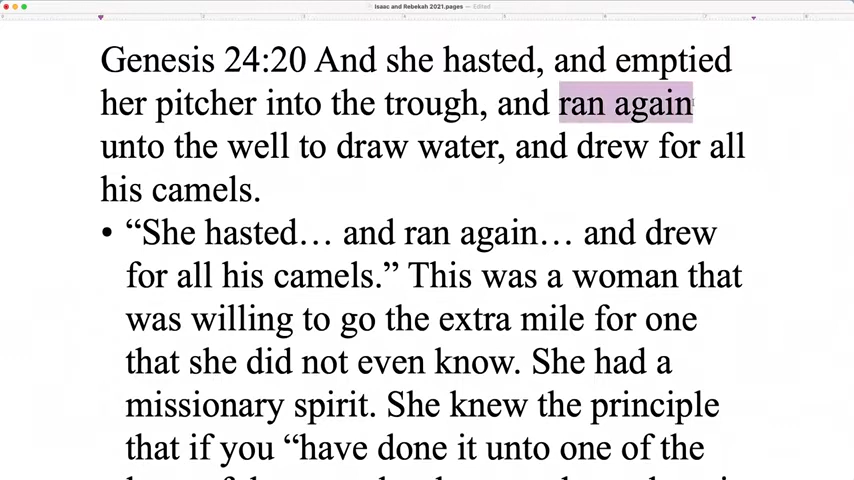 Isaac and Rebekah 2021.pages — Edited
Genesis 24:20 And she hasted, and emptied
her pitcher into the trough, and ran again
unto the well to draw water, and drew for all
his camels.
• “She hasted… and ran again… and drew
for all his camels.” This was a woman that
was willing to go the extra mile for one
that she did not even know. She had a
missionary spirit. She knew the principle
that if you “have done it unto one of the